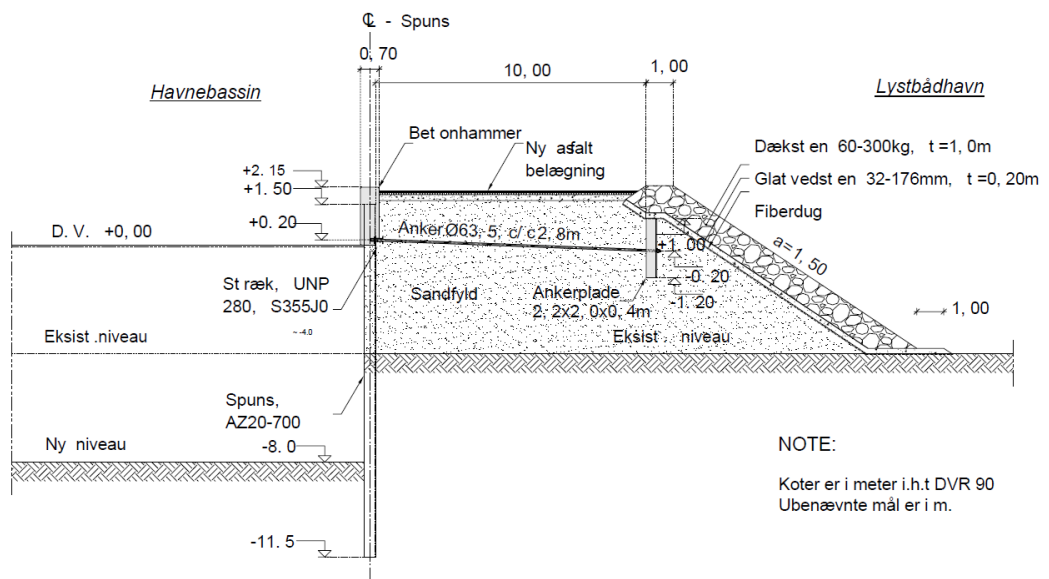 ℄ - Spuns
0, 70
10, 00
1, 00
Havnebassin
Lystbådhavn
Bet onhammer
Ny asfalt
belægning
Dækst en 60-300kg, t =1, 0m
Glat vedst en 32-176mm, t =0, 20m
Fiberdug
+2. 15
+1. 50
+0. 20
D. V. +0, 00
Anker Ø63, 5, c/ c 2, 8m
a=1, 50
+1. 00
-0. 20
-1. 20
St ræk, UNP
280, S355J0
Sandfyld
Ankerplade
2, 2x2, 0x0, 4m
1, 00
~ -4.0
Eksist .niveau
Eksist . niveau
Spuns,
AZ20-700
Ny niveau
-8. 0
-11. 5
NOTE:
Koter er i meter i.h.t DVR 90
Ubenævnte mål er i m.